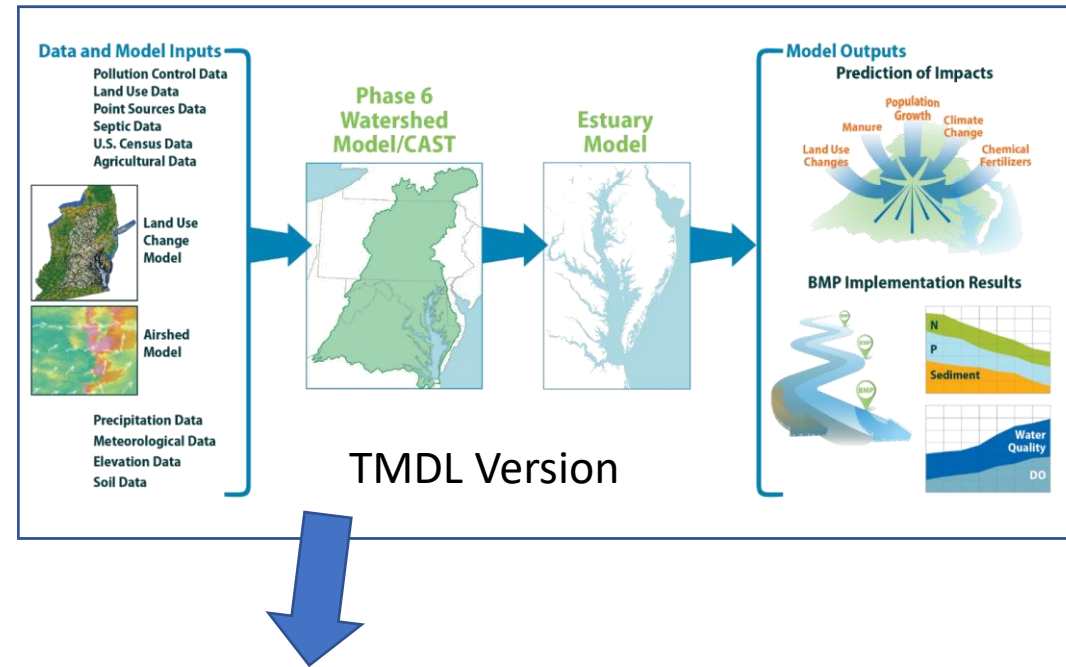 Data and Model Inputs
Pollution Control Data
Land Use Data
Point Sources Data
Septic Data
U.S. Census Data
Agricultural Data
Land Use
Change
Model
Airshed
Model
Precipitation Data
Meteorological Data
Elevation Data
Soil Data
Phase 6
Watershed
Model/CAST
Estuary
Model
TMDL Version
Model Outputs
Prediction of Impacts
Population
Growth
Manure
Climate
Change
Land Use
Changes
Chemical
Fertilizers
BMP Implementation Results
BMP
BMP
BMP
N
P
Sediment
Water
Quality
DO